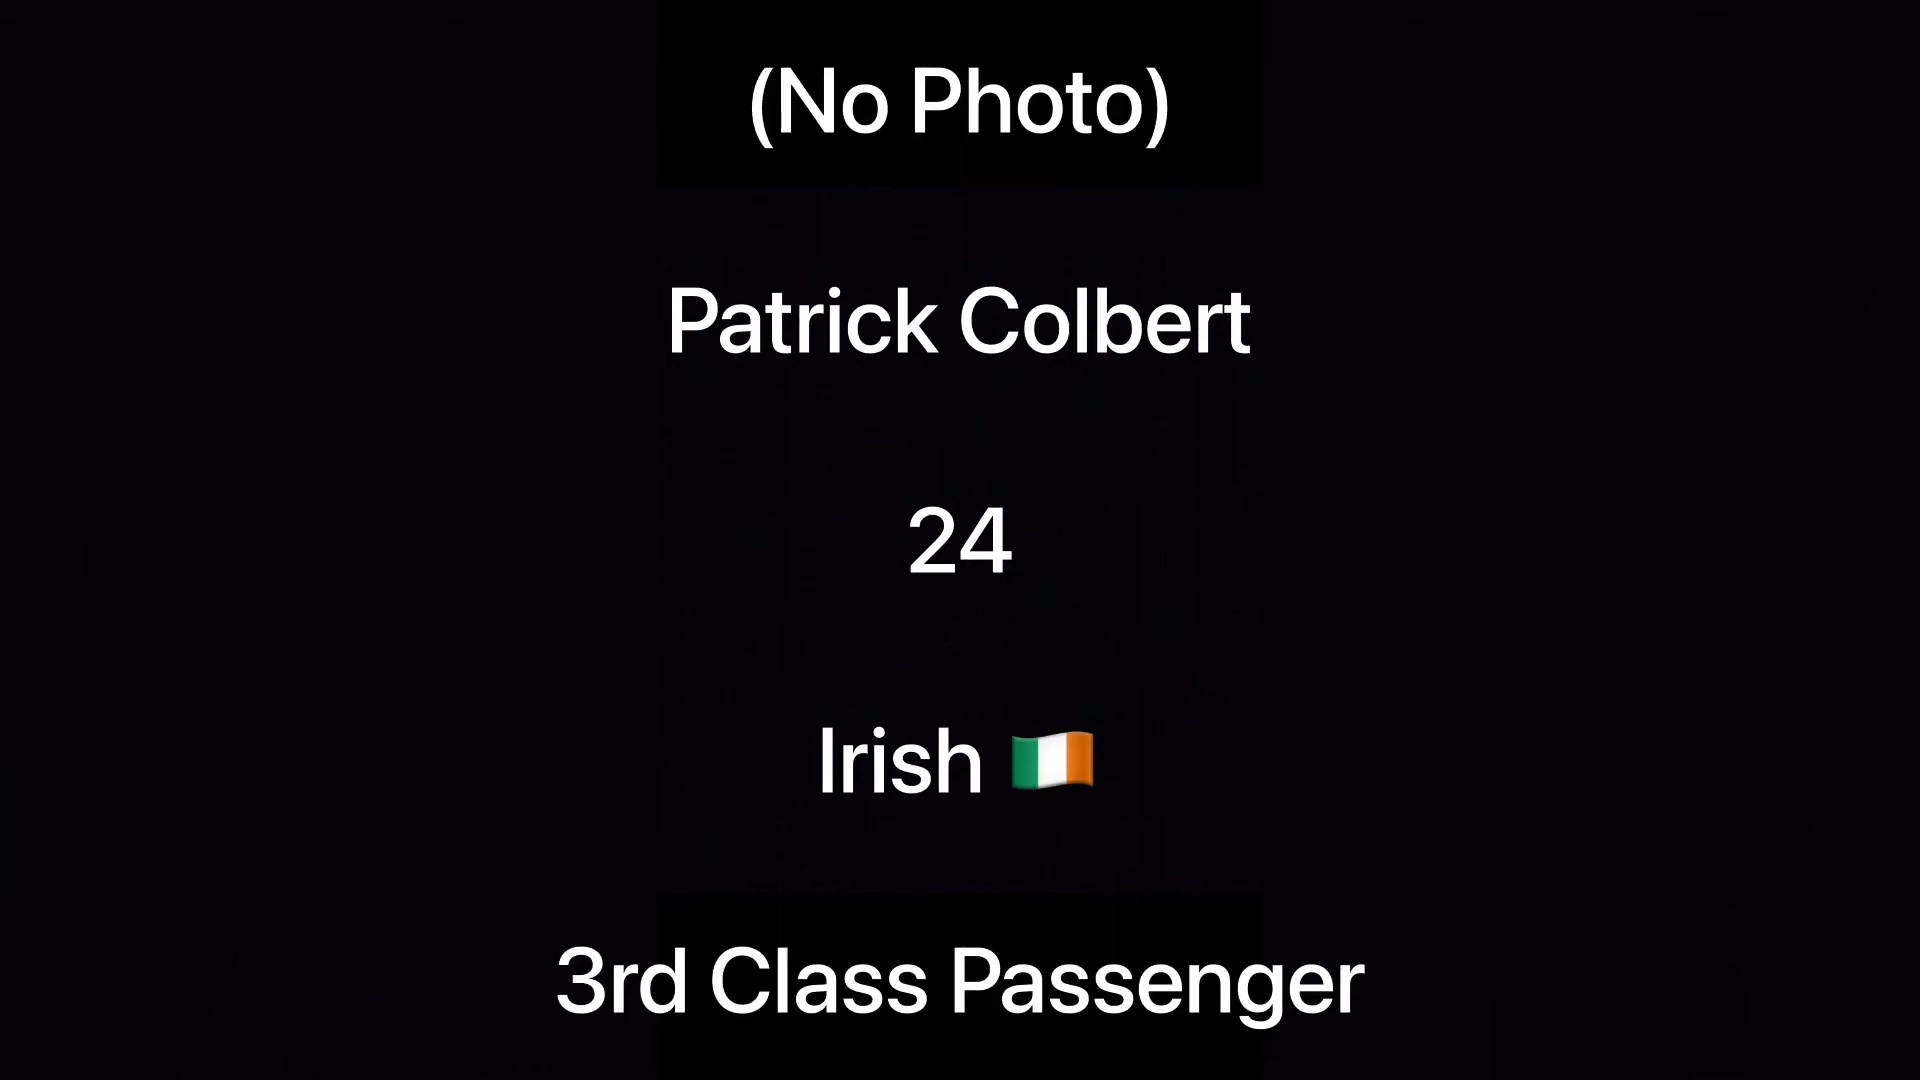 (No Photo)
Patrick Colbert
24
Irish 🇮🇪
3rd Class Passenger